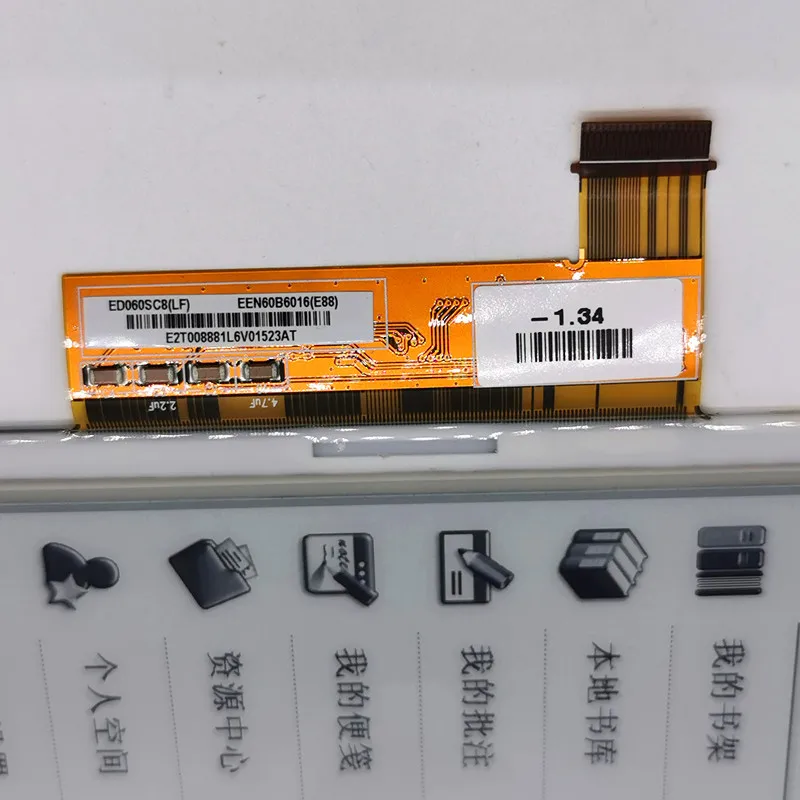 ED060SC8(LF) EEN60B6016(E88)
E2T008881L6V01523AT
-1.34
2.2uF
4.7uF
我的书架
本地书库
我的批注
我的便笺
资源中心
个人空间